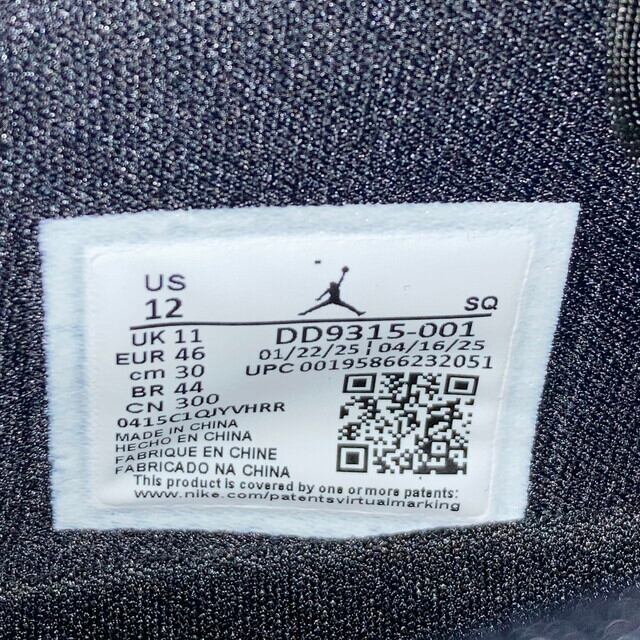 US
12
SQ
UK 11
EUR 46
cm 30
BR 44
CN 300
0415C1QJYVHRR
DD9315-001
01/22/25 | 04/16/25
UPC 00195866232051
MADE IN CHINA
HECHO EN CHINA
FABRIQUE EN CHINE
FABRICADO NA CHINA
This product is covered by one or more patents:
www.nike.com/patentsvirtualmarking